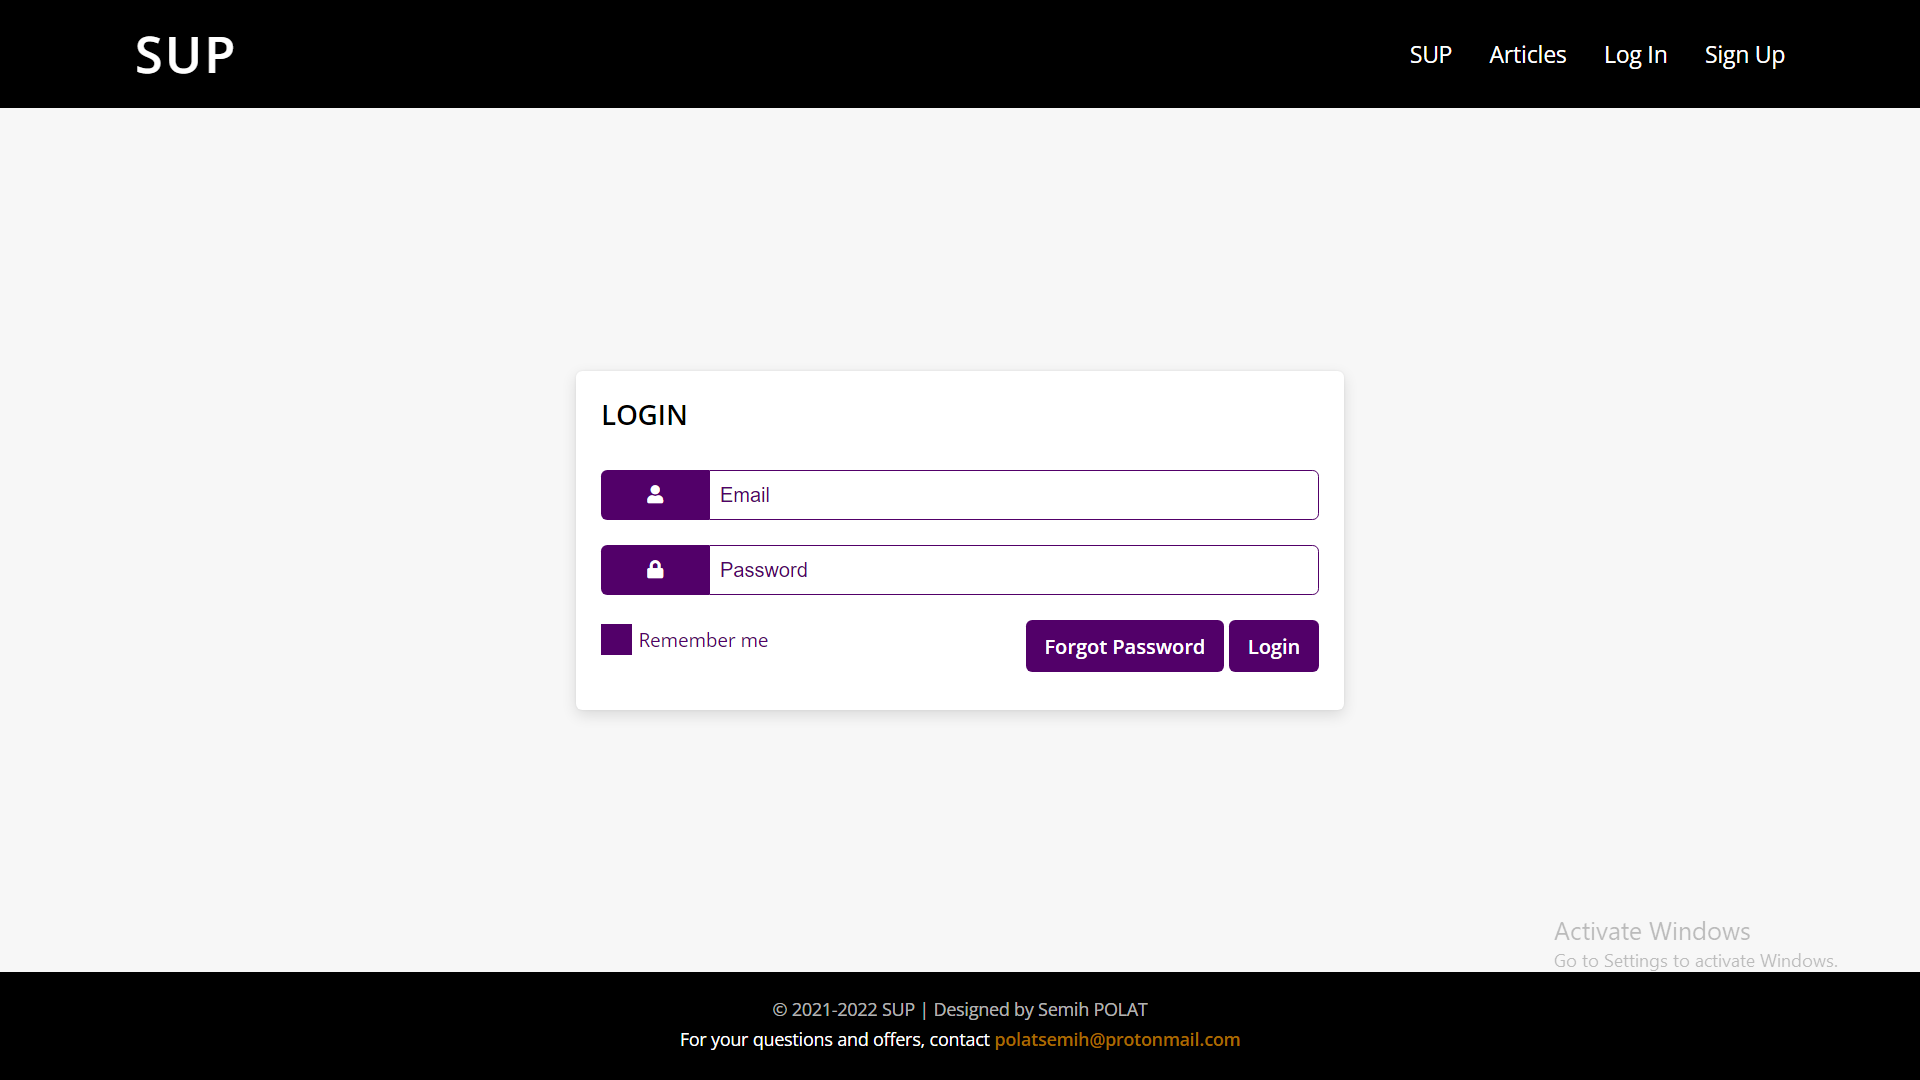 SUP
SUP Articles Log In Sign Up
LOGIN
Email
Password
Remember me
Forgot Password Login
Activate Windows
Go to Settings to activate Windows.
© 2021-2022 SUP | Designed by Semih POLAT
For your questions and offers, contact polatsemih@protonmail.com